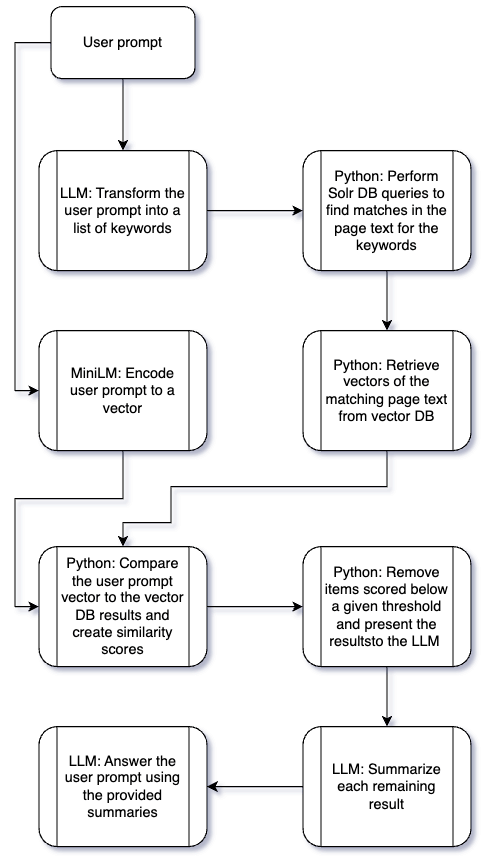 User prompt
LLM: Transform the
user prompt into a
list of keywords
Python: Perform
Solr DB queries to
find matches in the
page text for the
keywords
MiniLM: Encode
user prompt to a
vector
Python: Retrieve
vectors of the
matching page text
from vector DB
Python: Compare
the user prompt
vector to the vector
DB results and
create similarity
scores
Python: Remove
items scored below
a given threshold
and present the
resultsto the LLM
LLM: Answer the
user prompt using
the provided
summaries
LLM: Summarize
each remaining
result